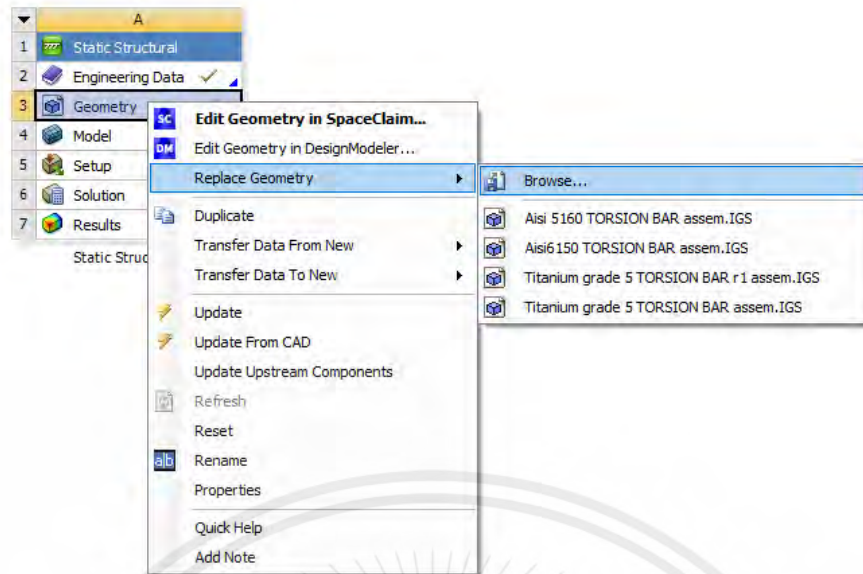 A
1 Static Structural
2 Engineering Data
3 Geometry
4 Model
5 Setup
6 Solution
7 Results
Static Struc
SC Edit Geometry in SpaceClaim...
DM Edit Geometry in DesignModeler...
Replace Geometry
Duplicate
Transfer Data From New
Transfer Data To New
Update
Update From CAD
Update Upstream Components
Refresh
Reset
ab Rename
Properties
Quick Help
Add Note
Browse...
Aisi 5160 TORSION BAR assem.IGS
Aisi6150 TORSION BAR assem.IGS
Titanium grade 5 TORSION BAR r1 assem.IGS
Titanium grade 5 TORSION BAR assem.IGS